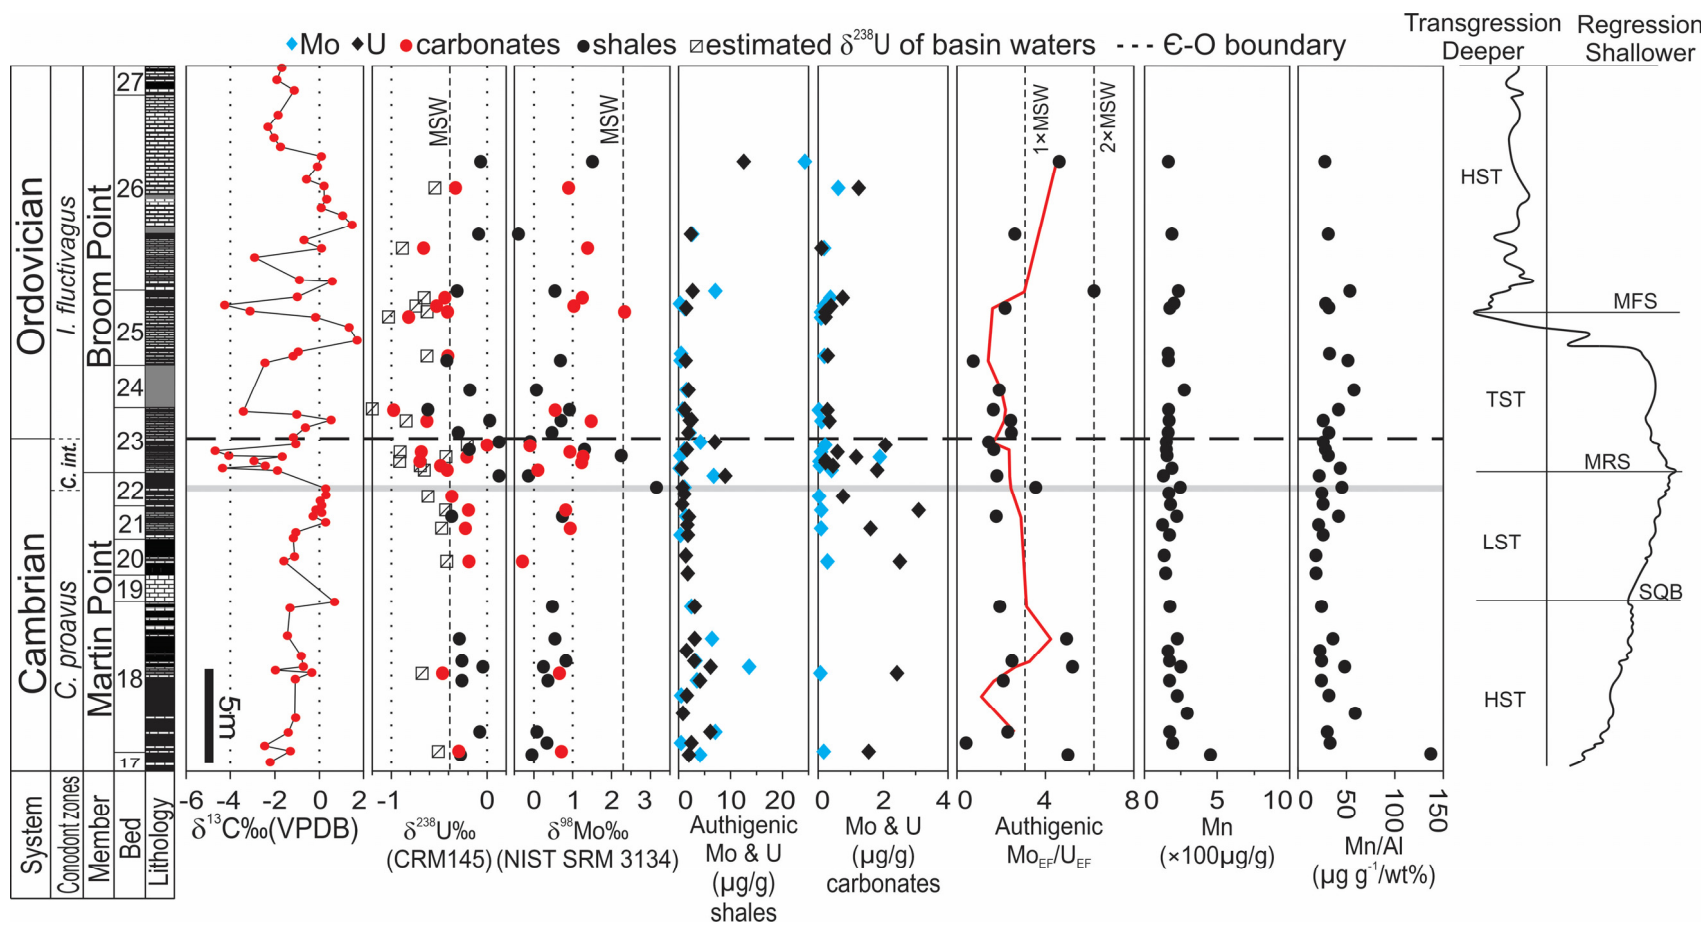 Transgression Regression
Deeper Shallower
Mo U carbonates shales estimated δ238U of basin waters Є-O boundary
System
Conodont zones
Member
Bed
Lithology
Ordovician
Cambrian
I. fluctivagus
c. int.
C. proavus
Broom Point
Martin Point
27
26
25
24
23
22
21
20
19
18
17
5m
MSW
MSW
1×MSW
2×MSW
HST
MFS
TST
MRS
LST
SQB
HST
-6 -4 -2 0 2
-1 0
0 1 2 3
0 10 20
0 2 4
0 4 8
0 5 10
0 50 100 150
δ13C‰(VPDB)
δ238U‰
(CRM145)
δ98Mo‰
(NIST SRM 3134)
Authigenic
Mo & U
(µg/g)
shales
Mo & U
(µg/g)
carbonates
Authigenic
MoEF/UEF
Mn
(×100µg/g)
Mn/Al
(µg g-1/wt%)